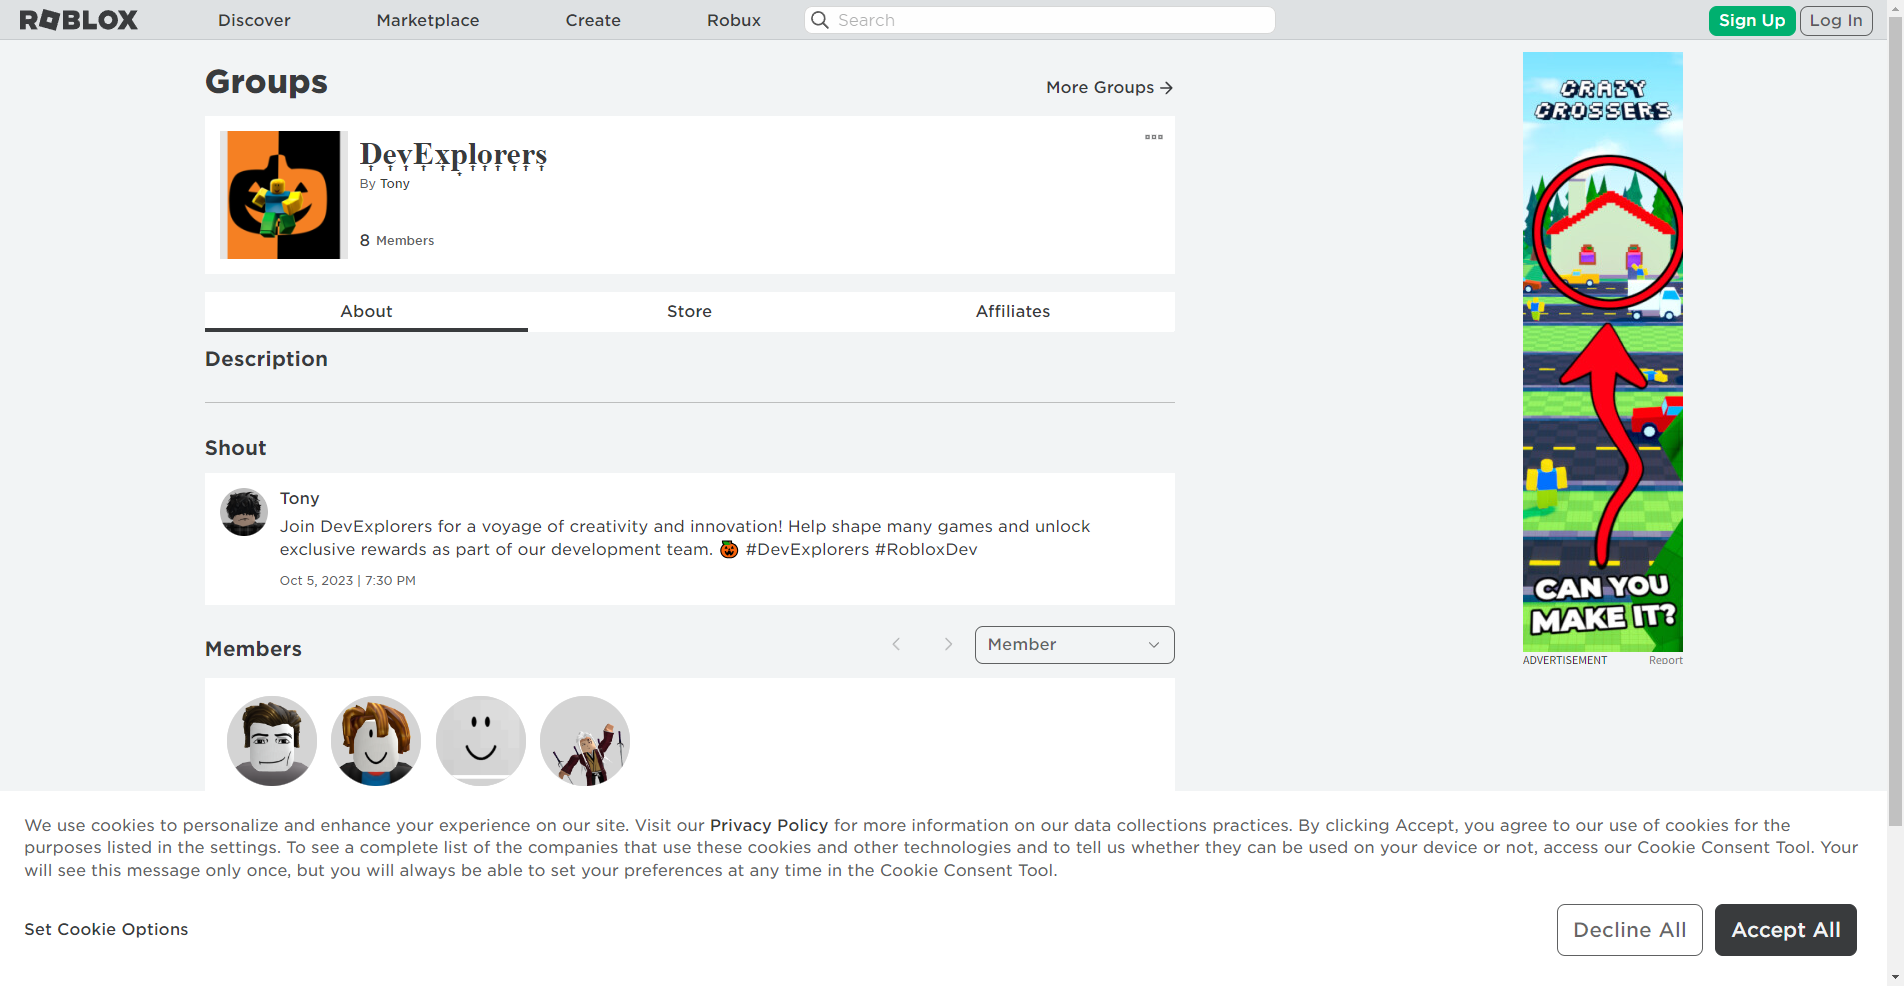 ROBLOX
Discover
Marketplace
Create
Robux
Search
Sign Up
Log In
Groups
More Groups
DevExplorers
By Tony
8 Members
About
Store
Affiliates
Description
Shout
Tony
Join DevExplorers for a voyage of creativity and innovation! Help shape many games and unlock
exclusive rewards as part of our development team. 🎃 #DevExplorers #RobloxDev
Oct 5, 2023 | 7:30 PM
Members
Member
CRAZY
CROSSERS
CAN YOU
MAKE IT?
ADVERTISEMENT
Report
We use cookies to personalize and enhance your experience on our site. Visit our Privacy Policy for more information on our data collections practices. By clicking Accept, you agree to our use of cookies for the
purposes listed in the settings. To see a complete list of the companies that use these cookies and other technologies and to tell us whether they can be used on your device or not, access our Cookie Consent Tool. Your
will see this message only once, but you will always be able to set your preferences at any time in the Cookie Consent Tool.
Set Cookie Options
Decline All
Accept All